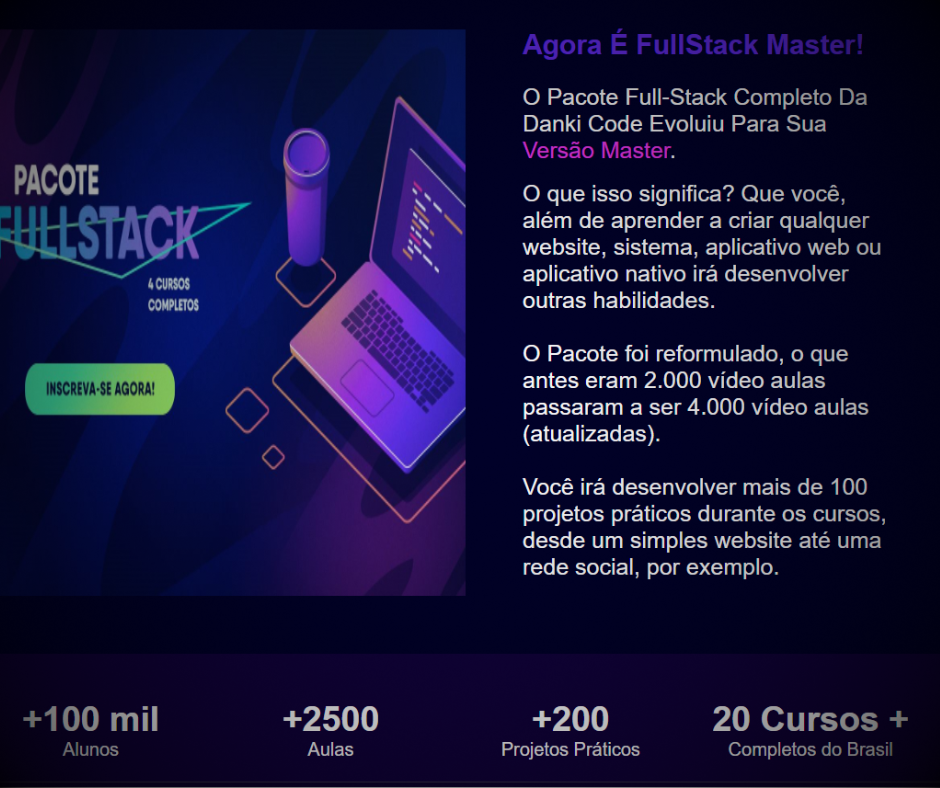 PACOTE
FULLSTACK
4 CURSOS
COMPLETOS
INSCREVA-SE AGORA!
Agora É FullStack Master!
O Pacote Full-Stack Completo Da
Danki Code Evoluiu Para Sua
Versão Master.
O que isso significa? Que você,
além de aprender a criar qualquer
website, sistema, aplicativo web ou
aplicativo nativo irá desenvolver
outras habilidades.
O Pacote foi reformulado, o que
antes eram 2.000 vídeo aulas
passaram a ser 4.000 vídeo aulas
(atualizadas).
Você irá desenvolver mais de 100
projetos práticos durante os cursos,
desde um simples website até uma
rede social, por exemplo.
+100 mil
Alunos
+2500
Aulas
+200
Projetos Práticos
20 Cursos +
Completos do Brasil